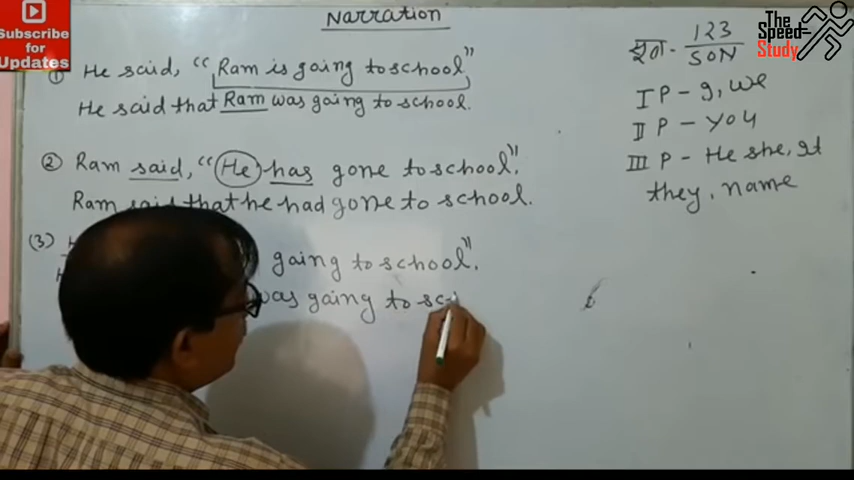 SUBSCRIBE
for
UPDATES
Narration
The
Speed-
Study
① He said, “Ram is going to school”
He said that Ram was going to school.
② Ram said, “He has gone to school”.
Ram said that he had gone to school.
(3) going to school”.
was going to sc
सूत्र - 123
SON
I P - I, we
II P - you
III P - He she, It
they, name